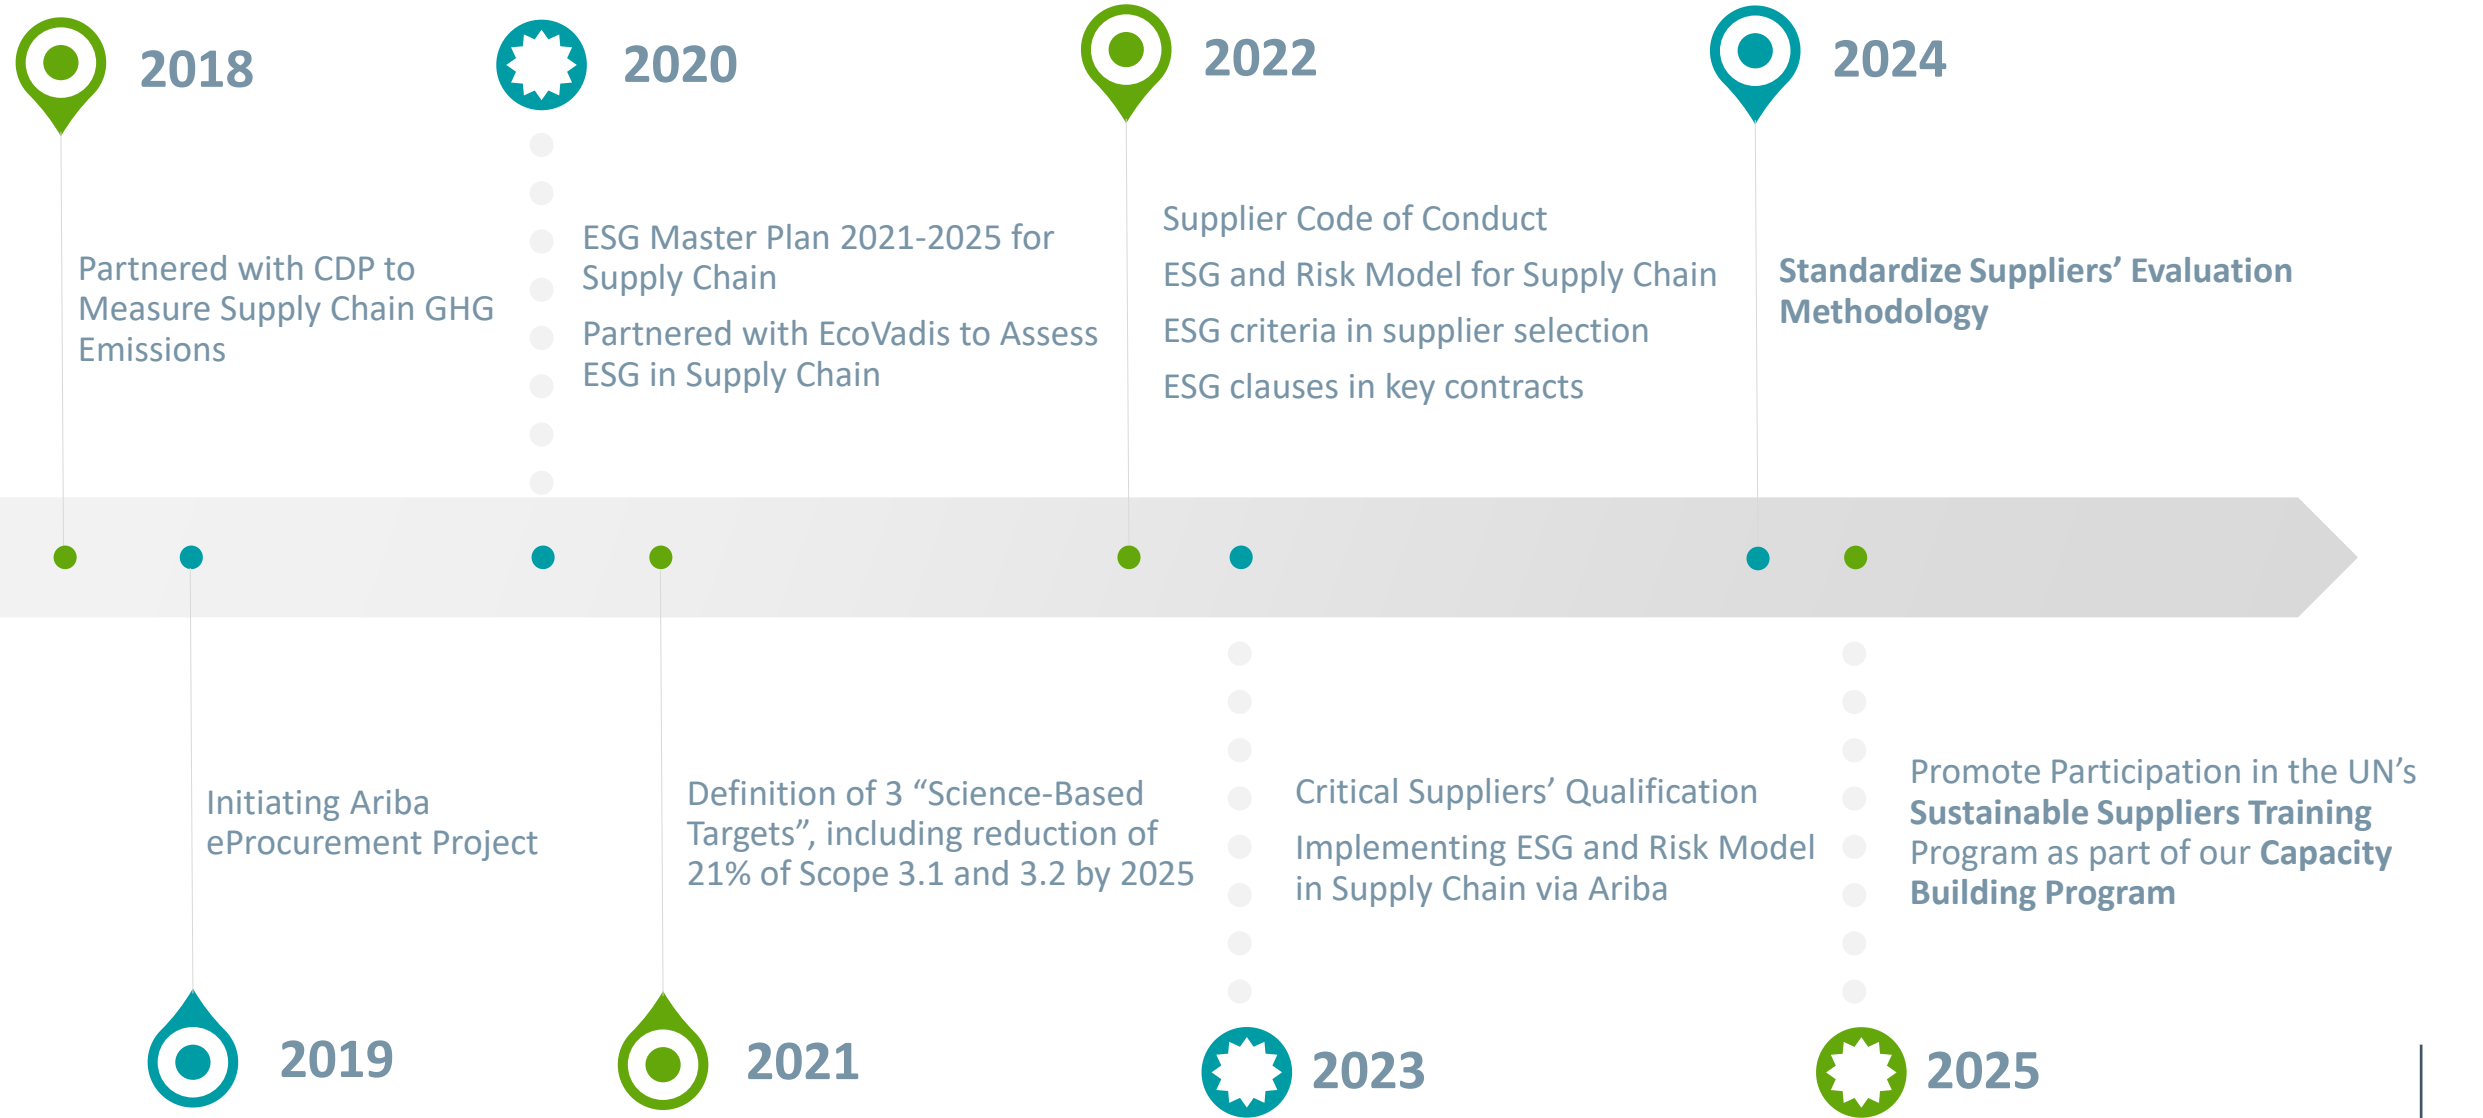 2018
Partnered with CDP to
Measure Supply Chain GHG
Emissions
2020
ESG Master Plan 2021-2025 for
Supply Chain
Partnered with EcoVadis to Assess
ESG in Supply Chain
2022
Supplier Code of Conduct
ESG and Risk Model for Supply Chain
ESG criteria in supplier selection
ESG clauses in key contracts
2024
Standardize Suppliers’ Evaluation
Methodology
Initiating Ariba
eProcurement Project
2019
Definition of 3 “Science-Based
Targets”, including reduction of
21% of Scope 3.1 and 3.2 by 2025
2021
Critical Suppliers’ Qualification
Implementing ESG and Risk Model
in Supply Chain via Ariba
2023
Promote Participation in the UN’s
Sustainable Suppliers Training
Program as part of our Capacity
Building Program
2025